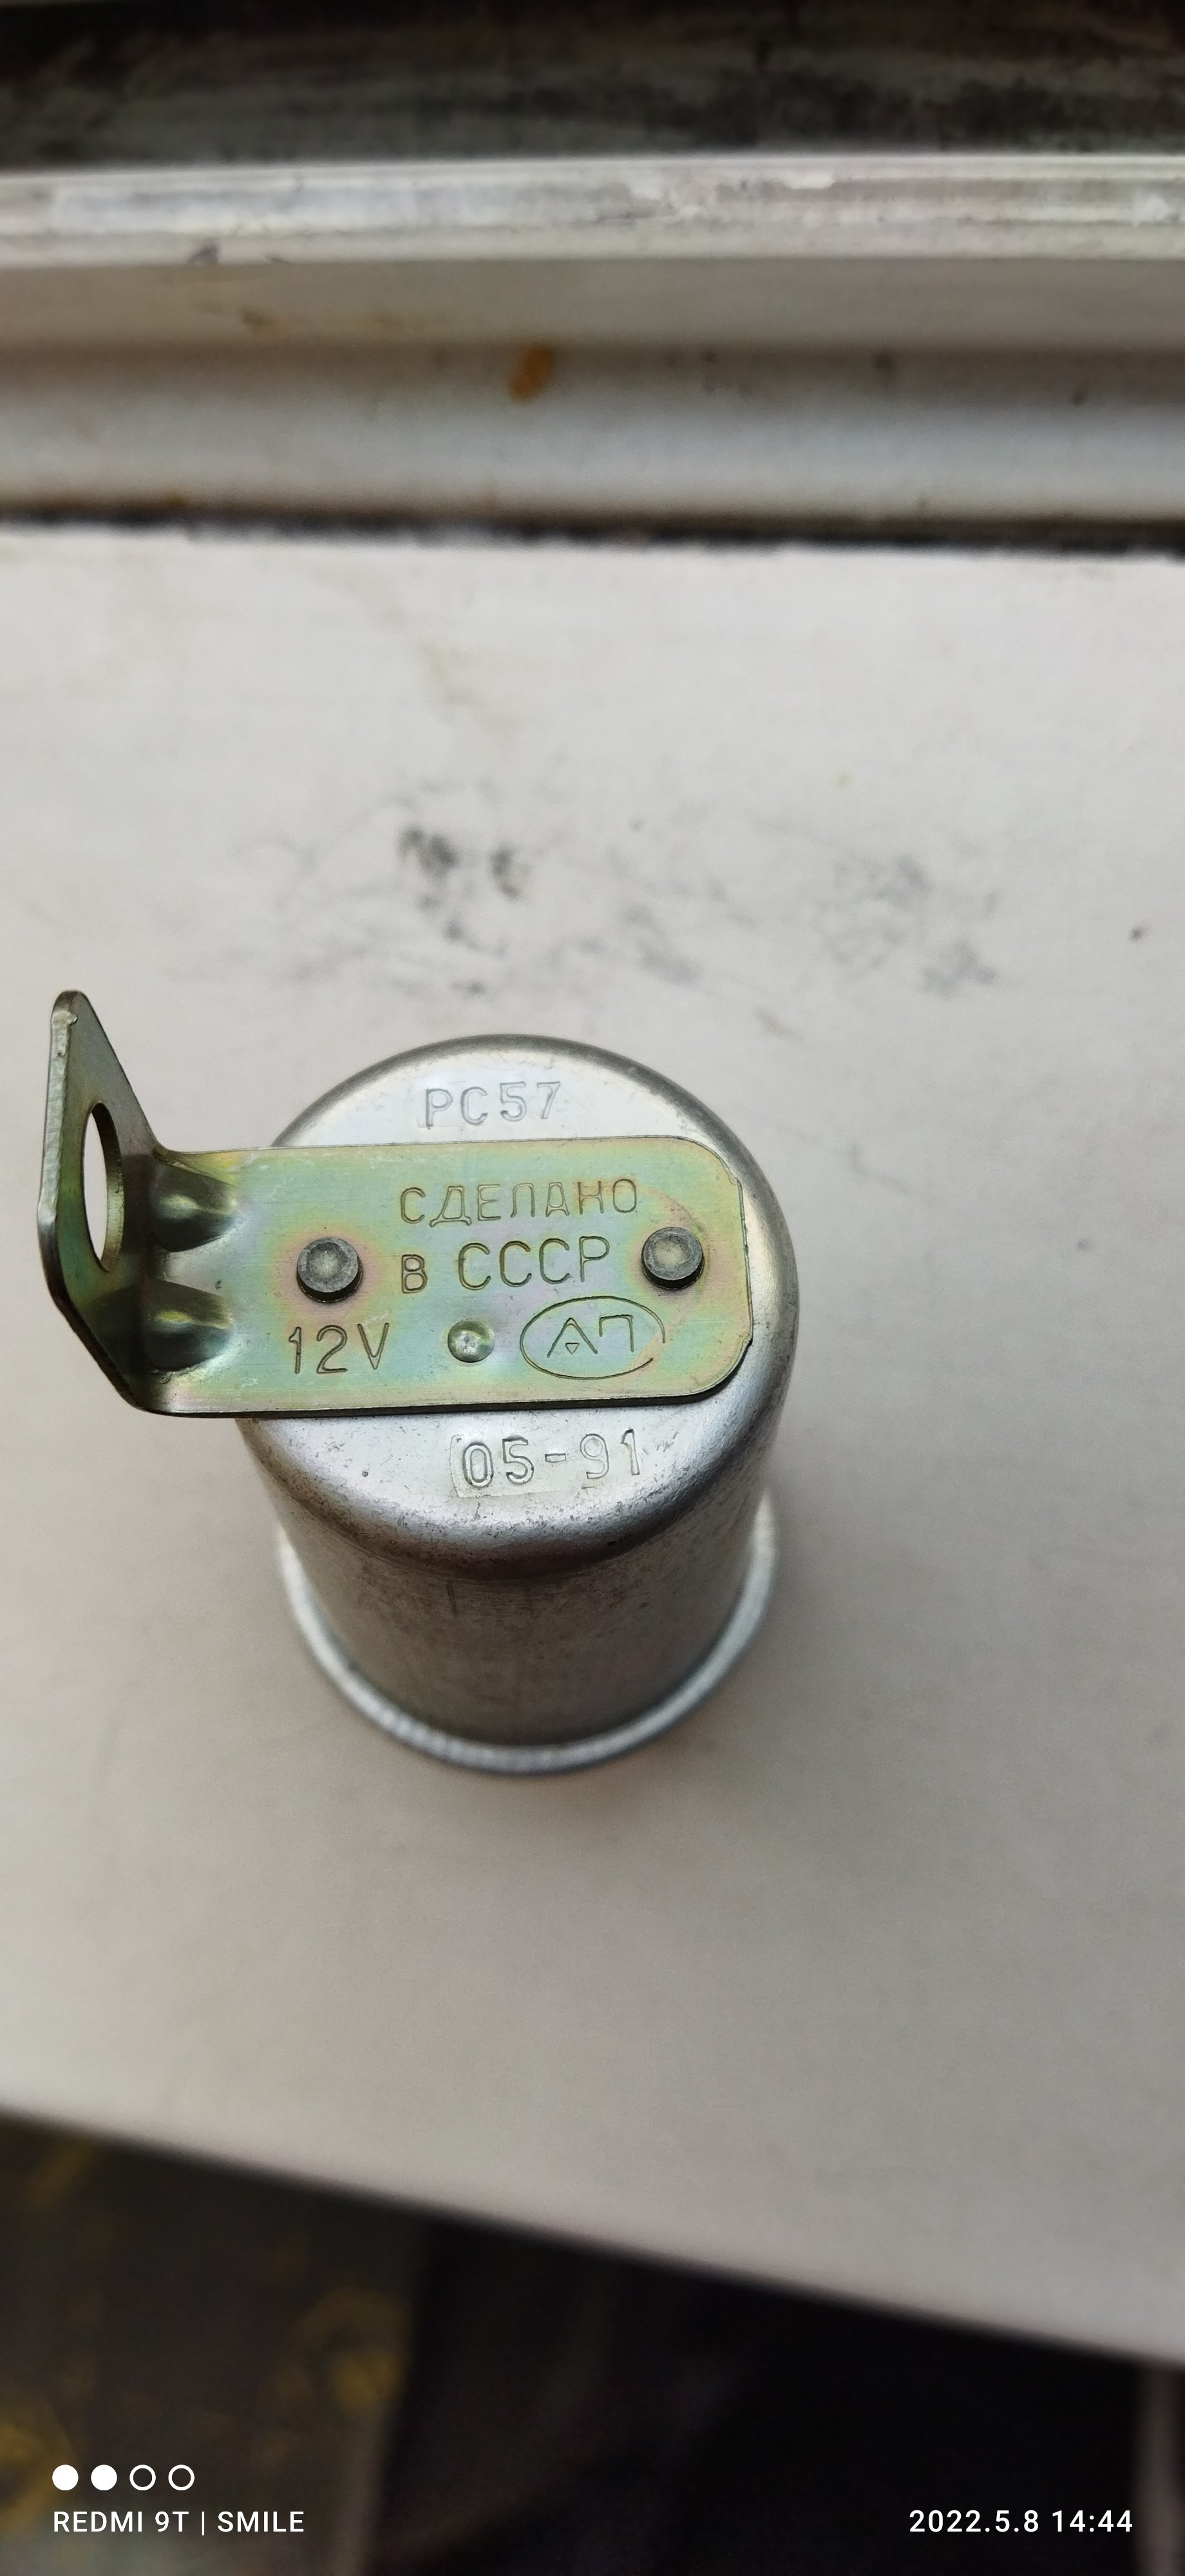 РС57
СДЕЛАНО
В СССР
12V АП
05-91
REDMI 9T | SMILE
2022.5.8 14:44